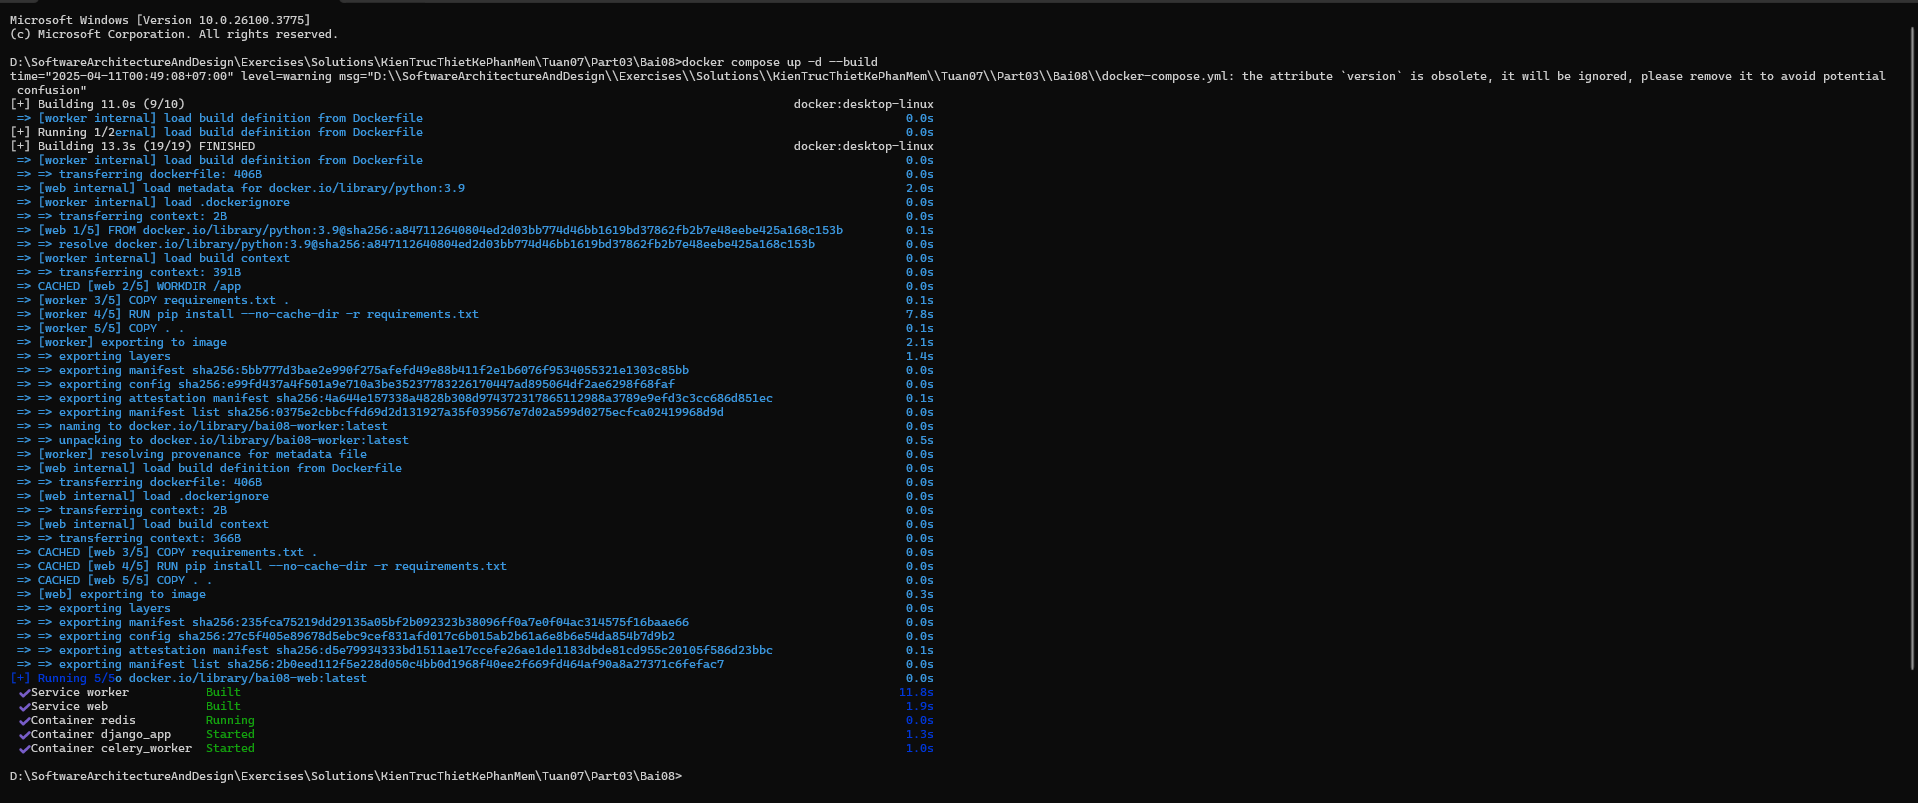 Microsoft Windows [Version 10.0.26100.3775]
(c) Microsoft Corporation. All rights reserved.
D:\SoftwareArchitectureAndDesign\Exercises\Solutions\KienTrucThietKePhanMem\Tuan07\Part03\Bai08>docker compose up -d --build
time="2025-04-11T00:49:08+07:00" level=warning msg="D:\\SoftwareArchitectureAndDesign\\Exercises\\Solutions\\KienTrucThietKePhanMem\\Tuan07\\Part03\\Bai08\\docker-compose.yml: the attribute `version` is obsolete, it will be ignored, please remove it to avoid potential
confusion"
[+] Building 11.0s (9/10) docker:desktop-linux
=> [worker internal] load build definition from Dockerfile 0.0s
[+] Running 1/2ernal] load build definition from Dockerfile 0.0s
[+] Building 13.3s (19/19) FINISHED docker:desktop-linux
=> [worker internal] load build definition from Dockerfile 0.0s
=> => transferring dockerfile: 406B 0.0s
=> [web internal] load metadata for docker.io/library/python:3.9 2.0s
=> [worker internal] load .dockerignore 0.0s
=> => transferring context: 2B 0.0s
=> [web 1/5] FROM docker.io/library/python:3.9@sha256:a847112640804ed2d03bb774d46bb1619bd37862fb2b7e48eebe425a168c153b 0.1s
=> => resolve docker.io/library/python:3.9@sha256:a847112640804ed2d03bb774d46bb1619bd37862fb2b7e48eebe425a168c153b 0.0s
=> [worker internal] load build context 0.0s
=> => transferring context: 391B 0.0s
=> CACHED [web 2/5] WORKDIR /app 0.0s
=> [worker 3/5] COPY requirements.txt . 0.1s
=> [worker 4/5] RUN pip install --no-cache-dir -r requirements.txt 7.8s
=> [worker 5/5] COPY . . 0.1s
=> [worker] exporting to image 2.1s
=> => exporting layers 1.4s
=> => exporting manifest sha256:5bb777d3bae2e990f275afefd49e88b411f2e1b6076f9534055321e1303c85bb 0.0s
=> => exporting config sha256:e99fd437a4f501a9e710a3be35237783226170447ad895064df2ae6298f68faf 0.0s
=> => exporting attestation manifest sha256:4a644e157338a4828b308d974372317865112988a3789e9efd3c3cc686d851ec 0.1s
=> => exporting manifest list sha256:0375e2cbbcffd69d2d131927a35f039567e7d02a599d0275ecfca02419968d9d 0.0s
=> => naming to docker.io/library/bai08-worker:latest 0.0s
=> => unpacking to docker.io/library/bai08-worker:latest 0.5s
=> [worker] resolving provenance for metadata file 0.0s
=> [web internal] load build definition from Dockerfile 0.0s
=> => transferring dockerfile: 406B 0.0s
=> [web internal] load .dockerignore 0.0s
=> => transferring context: 2B 0.0s
=> [web internal] load build context 0.0s
=> => transferring context: 366B 0.0s
=> CACHED [web 3/5] COPY requirements.txt . 0.0s
=> CACHED [web 4/5] RUN pip install --no-cache-dir -r requirements.txt 0.0s
=> CACHED [web 5/5] COPY . . 0.0s
=> [web] exporting to image 0.3s
=> => exporting layers 0.0s
=> => exporting manifest sha256:235fca75219dd29135a05bf2b092323b38096ff0a7e0f04ac314575f16baae66 0.0s
=> => exporting config sha256:27c5f405e89678d5ebc9cef831afd017c6b015ab2b61a6e8b6e54da854b7d9b2 0.0s
=> => exporting attestation manifest sha256:d5e79934333bd1511ae17ccefe26ae1de1183dbde81cd955c20105f586d23bbc 0.1s
=> => exporting manifest list sha256:2b0eed112f5e228d050c4bb0d1968f40ee2f669fd464af90a8a27371c6fefac7 0.0s
[+] Running 5/5o docker.io/library/bai08-web:latest 0.0s
✔Service worker Built 11.8s
✔Service web Built 1.9s
✔Container redis Running 0.0s
✔Container django_app Started 1.3s
✔Container celery_worker Started 1.0s
D:\SoftwareArchitectureAndDesign\Exercises\Solutions\KienTrucThietKePhanMem\Tuan07\Part03\Bai08>